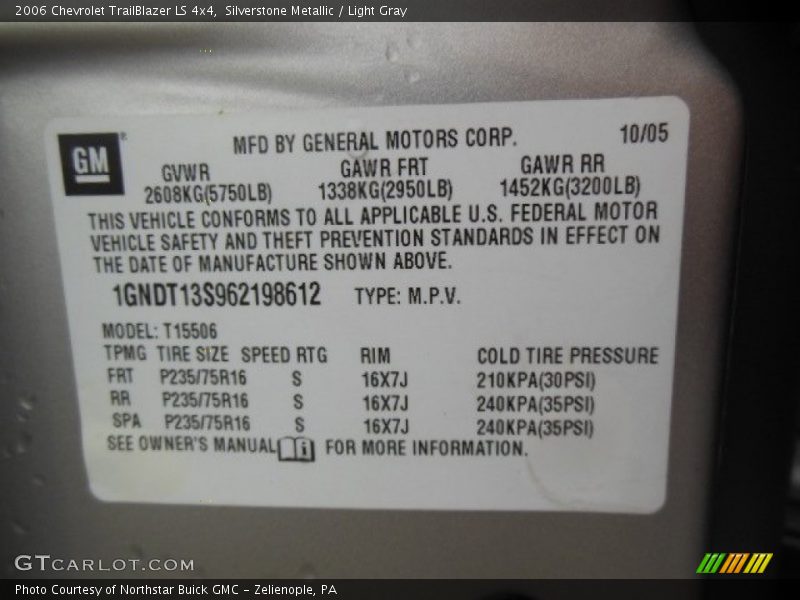 2006 Chevrolet TrailBlazer LS 4x4,  Silverstone Metallic / Light Gray
GM® MFD BY GENERAL MOTORS CORP. 10/05
GVWR GAWR FRT GAWR RR
2608KG(5750LB) 1338KG(2950LB) 1452KG(3200LB)
THIS VEHICLE CONFORMS TO ALL APPLICABLE U.S. FEDERAL MOTOR
VEHICLE SAFETY AND THEFT PREVENTION STANDARDS IN EFFECT ON
THE DATE OF MANUFACTURE SHOWN ABOVE.
1GNDT13S962198612 TYPE: M.P.V.
MODEL: T15506
TPMG TIRE SIZE SPEED RTG RIM COLD TIRE PRESSURE
FRT P235/75R16 S 16X7J 210KPA(30PSI)
RR P235/75R16 S 16X7J 240KPA(35PSI)
SPA P235/75R16 S 16X7J 240KPA(35PSI)
SEE OWNER'S MANUAL i FOR MORE INFORMATION.
GTCARLOT.COM
Photo Courtesy of Northstar Buick GMC – Zelienople, PA